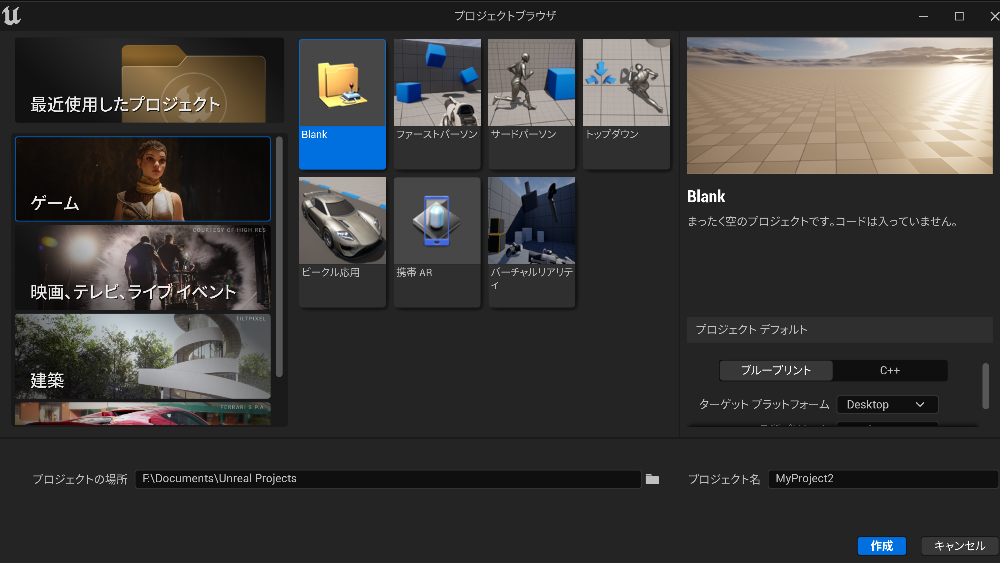 プロジェクトブラウザ
最近使用したプロジェクト
ゲーム
COURTESY OF HIGH RES
映画、テレビ、ライブ イベント
TILTPIXEL
建築
FERRARI S.P.A.
Blank
ファーストパーソン
サードパーソン
トップダウン
ビークル応用
携帯 AR
バーチャルリアリテ
ィ
Blank
まったく空のプロジェクトです。コードは入っていません。
プロジェクト デフォルト
ブループリント
C++
ターゲット プラットフォーム
Desktop
プロジェクトの場所
F:\Documents\Unreal Projects
プロジェクト名
MyProject2
作成
キャンセル